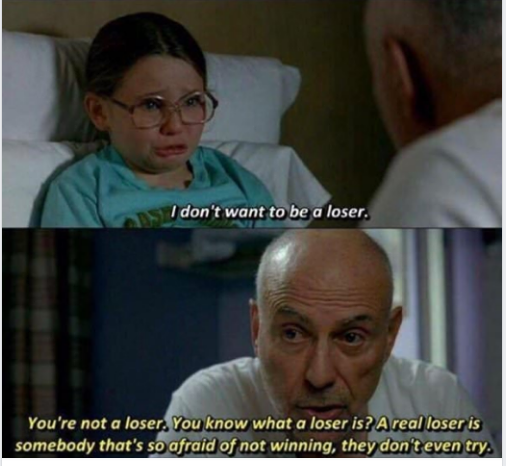 I don't want to be a loser.
You're not a loser. You know what a loser is? A real loser is
somebody that's so afraid of not winning, they don't even try.